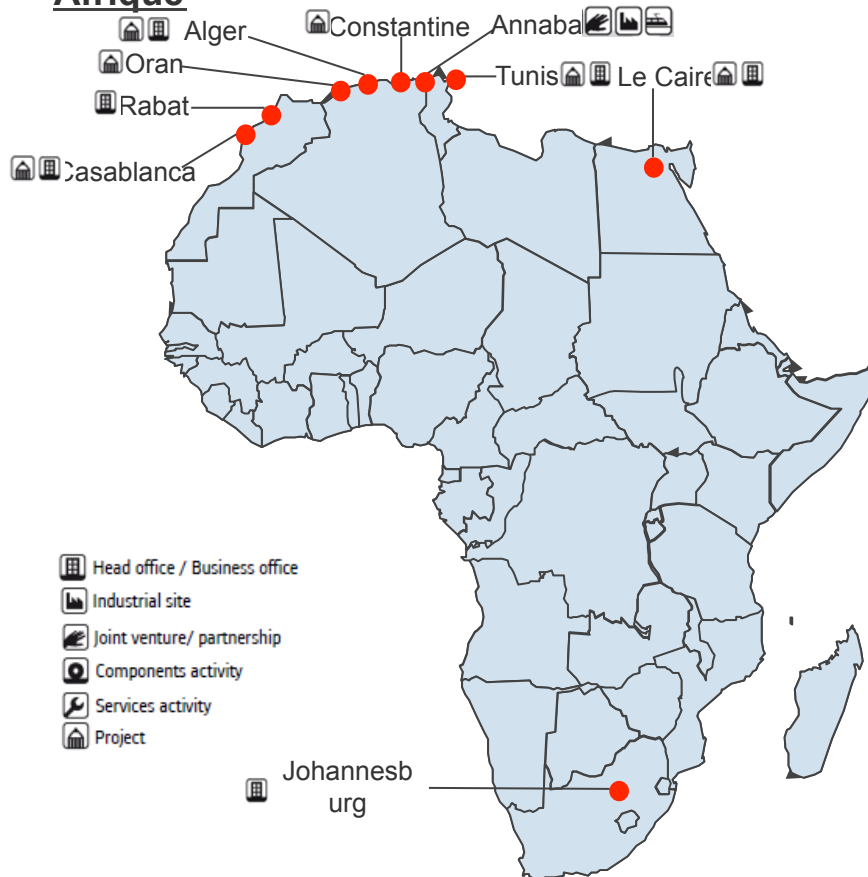 Afrique
Alger
Constantine
Annaba
Oran
Tunis
Le Caire
Rabat
Casablanca
Head office / Business office
Industrial site
Joint venture/ partnership
Components activity
Services activity
Project
Johannesb
urg